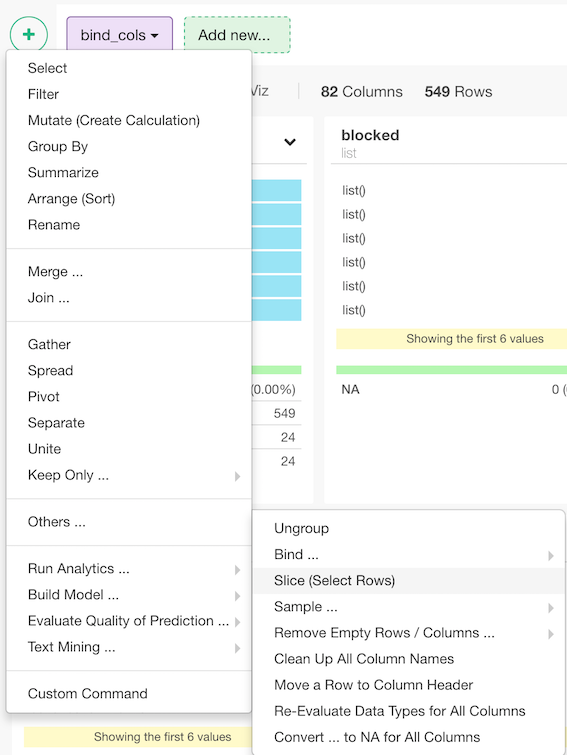 +
bind_cols
Add new...
Viz
82 Columns 549 Rows
blocked
list
list()
list()
list()
list()
list()
list()
Showing the first 6 values
NA 0 (
(0.00%)
549
24
24
Select
Filter
Mutate (Create Calculation)
Group By
Summarize
Arrange (Sort)
Rename
Merge ...
Join ...
Gather
Spread
Pivot
Separate
Unite
Keep Only ...
Others ...
Run Analytics ...
Build Model ...
Evaluate Quality of Prediction ...
Text Mining ...
Custom Command
Ungroup
Bind ...
Slice (Select Rows)
Sample ...
Remove Empty Rows / Columns ...
Clean Up All Column Names
Move a Row to Column Header
Re-Evaluate Data Types for All Columns
Convert ... to NA for All Columns
Showing the first 6 values